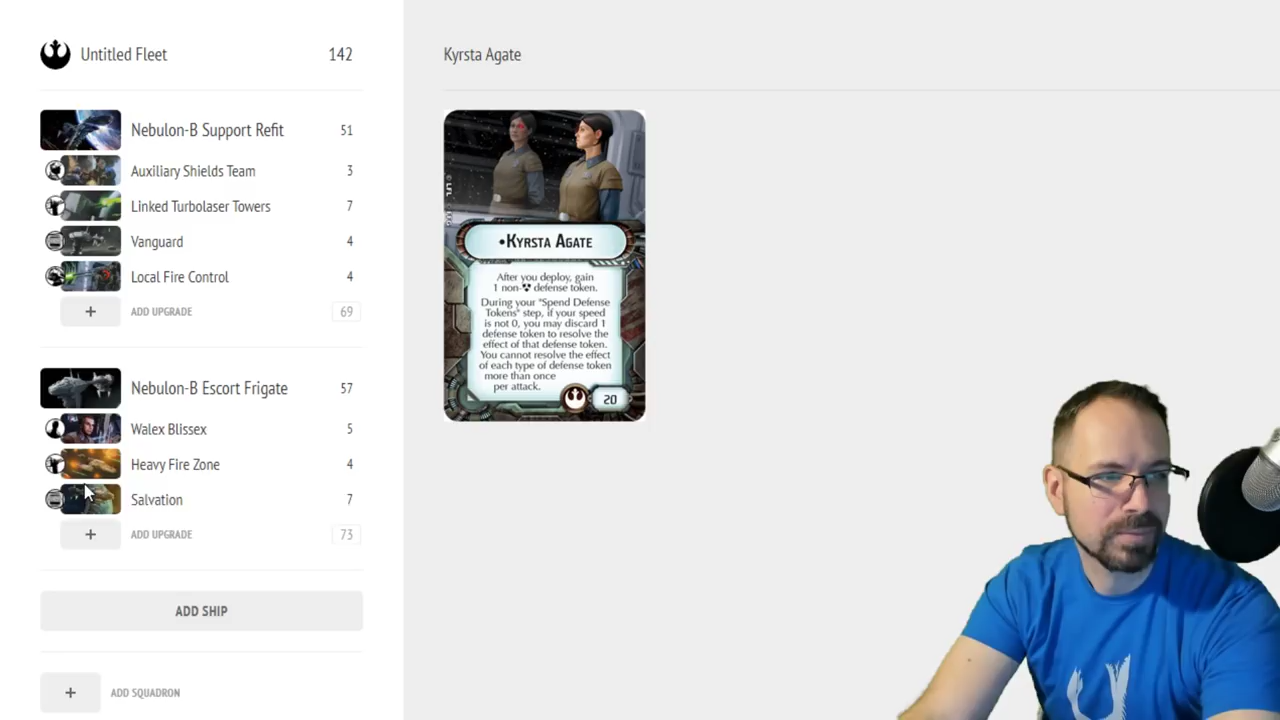 Untitled Fleet 142
Nebulon-B Support Refit 51
Auxiliary Shields Team 3
Linked Turbolaser Towers 7
Vanguard 4
Local Fire Control 4
+ ADD UPGRADE 69
Nebulon-B Escort Frigate 57
Walex Blissex 5
Heavy Fire Zone 4
Salvation 7
+ ADD UPGRADE 73
ADD SHIP
+ ADD SQUADRON
Kyrsta Agate
•KYRSTA AGATE
After you deploy, gain
1 non- defense token.
During your "Spend Defense
Tokens" step, if your speed
is not 0, you may discard 1
defense token to resolve the
effect of that defense token.
You cannot resolve the effect
of each type of defense token
more than once
per attack.
20